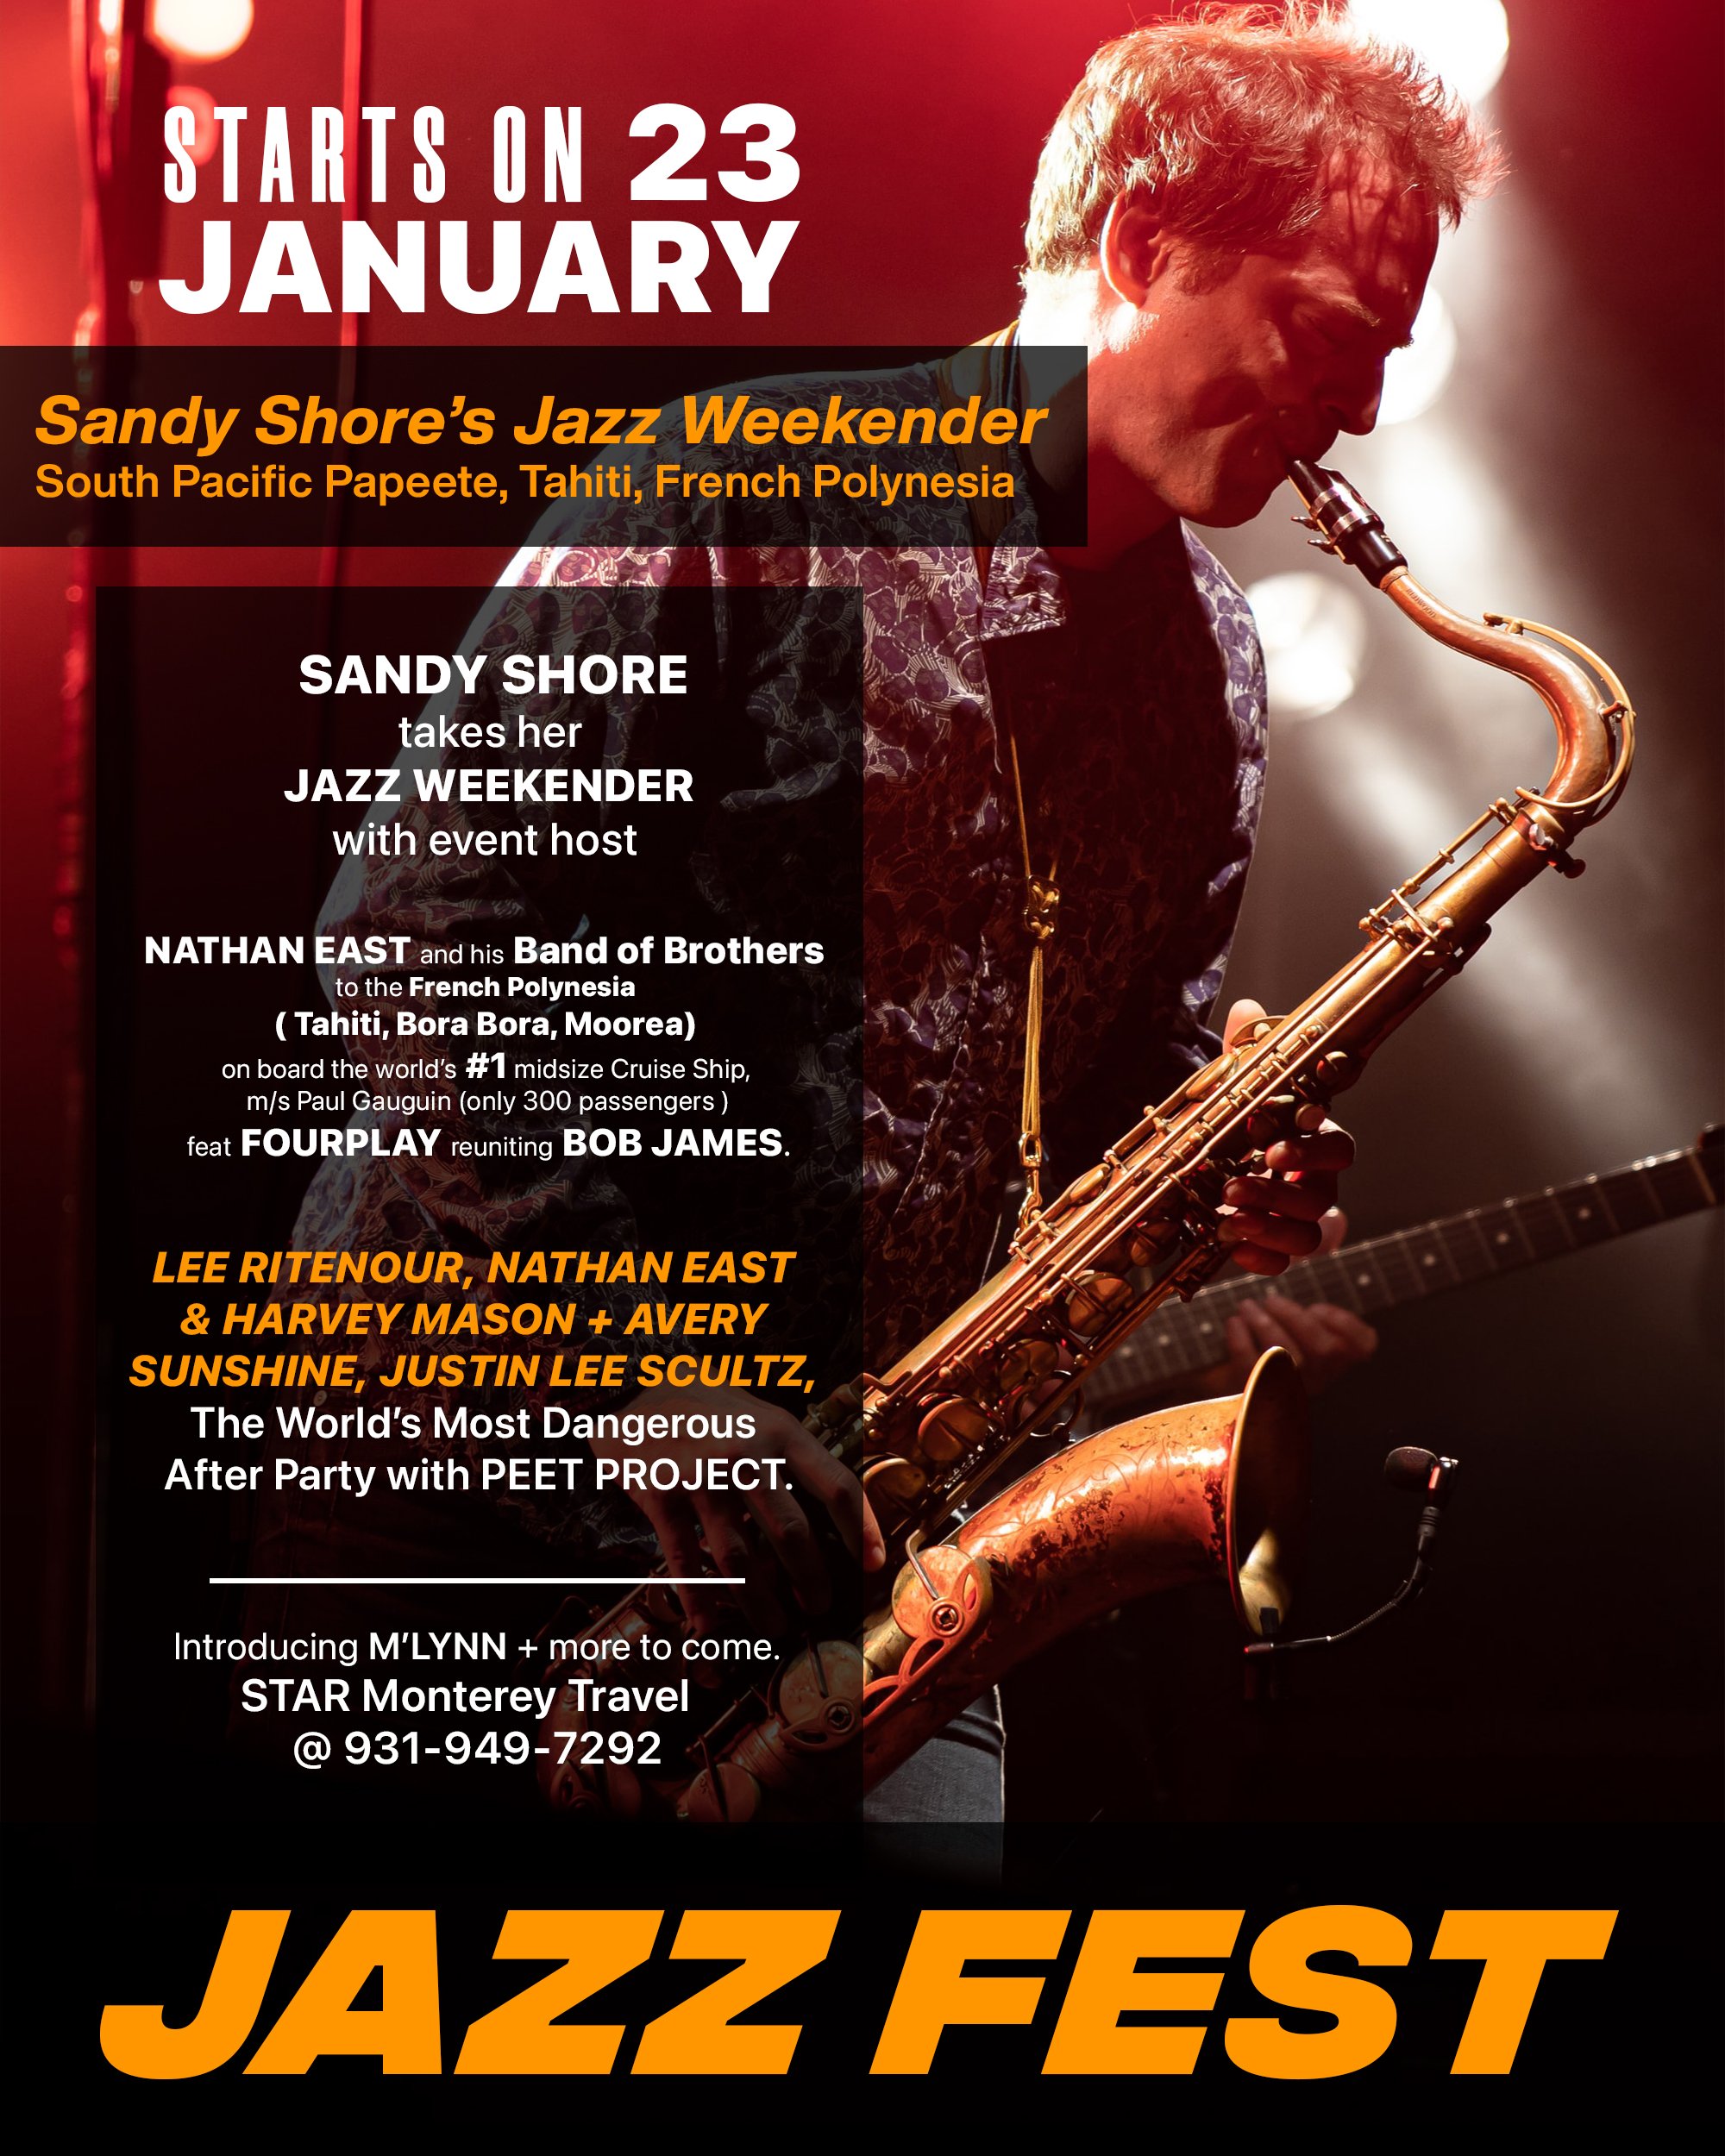 STARTS ON 23
JANUARY
Sandy Shore’s Jazz Weekender
South Pacific Papeete, Tahiti, French Polynesia
SANDY SHORE
takes her
JAZZ WEEKENDER
with event host
NATHAN EAST and his Band of Brothers
to the French Polynesia
( Tahiti, Bora Bora, Moorea)
on board the world’s #1 midsize Cruise Ship,
m/s Paul Gauguin (only 300 passengers )
feat FOURPLAY reuniting BOB JAMES.
LEE RITENOUR, NATHAN EAST
& HARVEY MASON + AVERY
SUNSHINE, JUSTIN LEE SCULTZ,
The World’s Most Dangerous
After Party with PEET PROJECT.
Introducing M’LYNN + more to come.
STAR Monterey Travel
@ 931-949-7292
JAZZ FEST